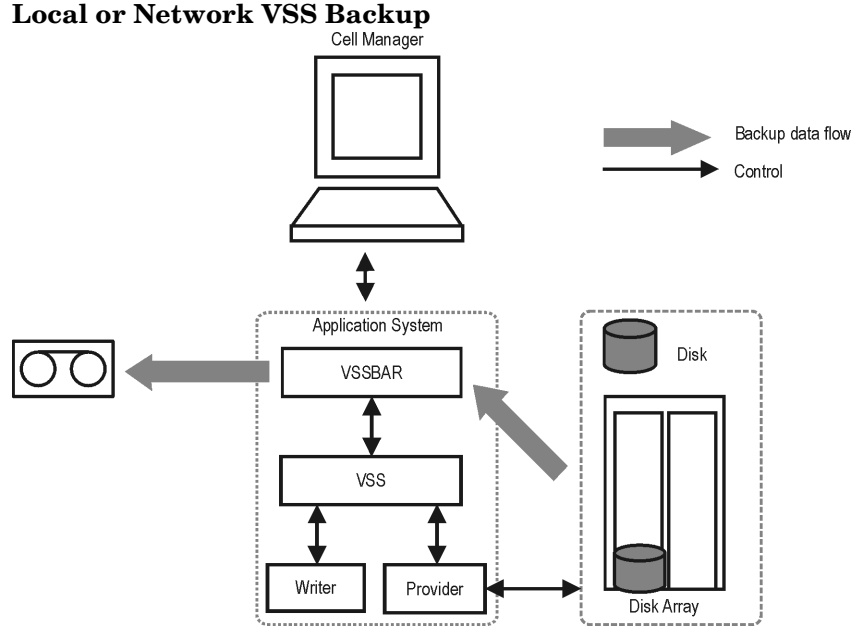 Local or Network VSS Backup
Cell Manager
Backup data flow
Control
Application System
VSSBAR
Disk
VSS
Writer
Provider
Disk Array